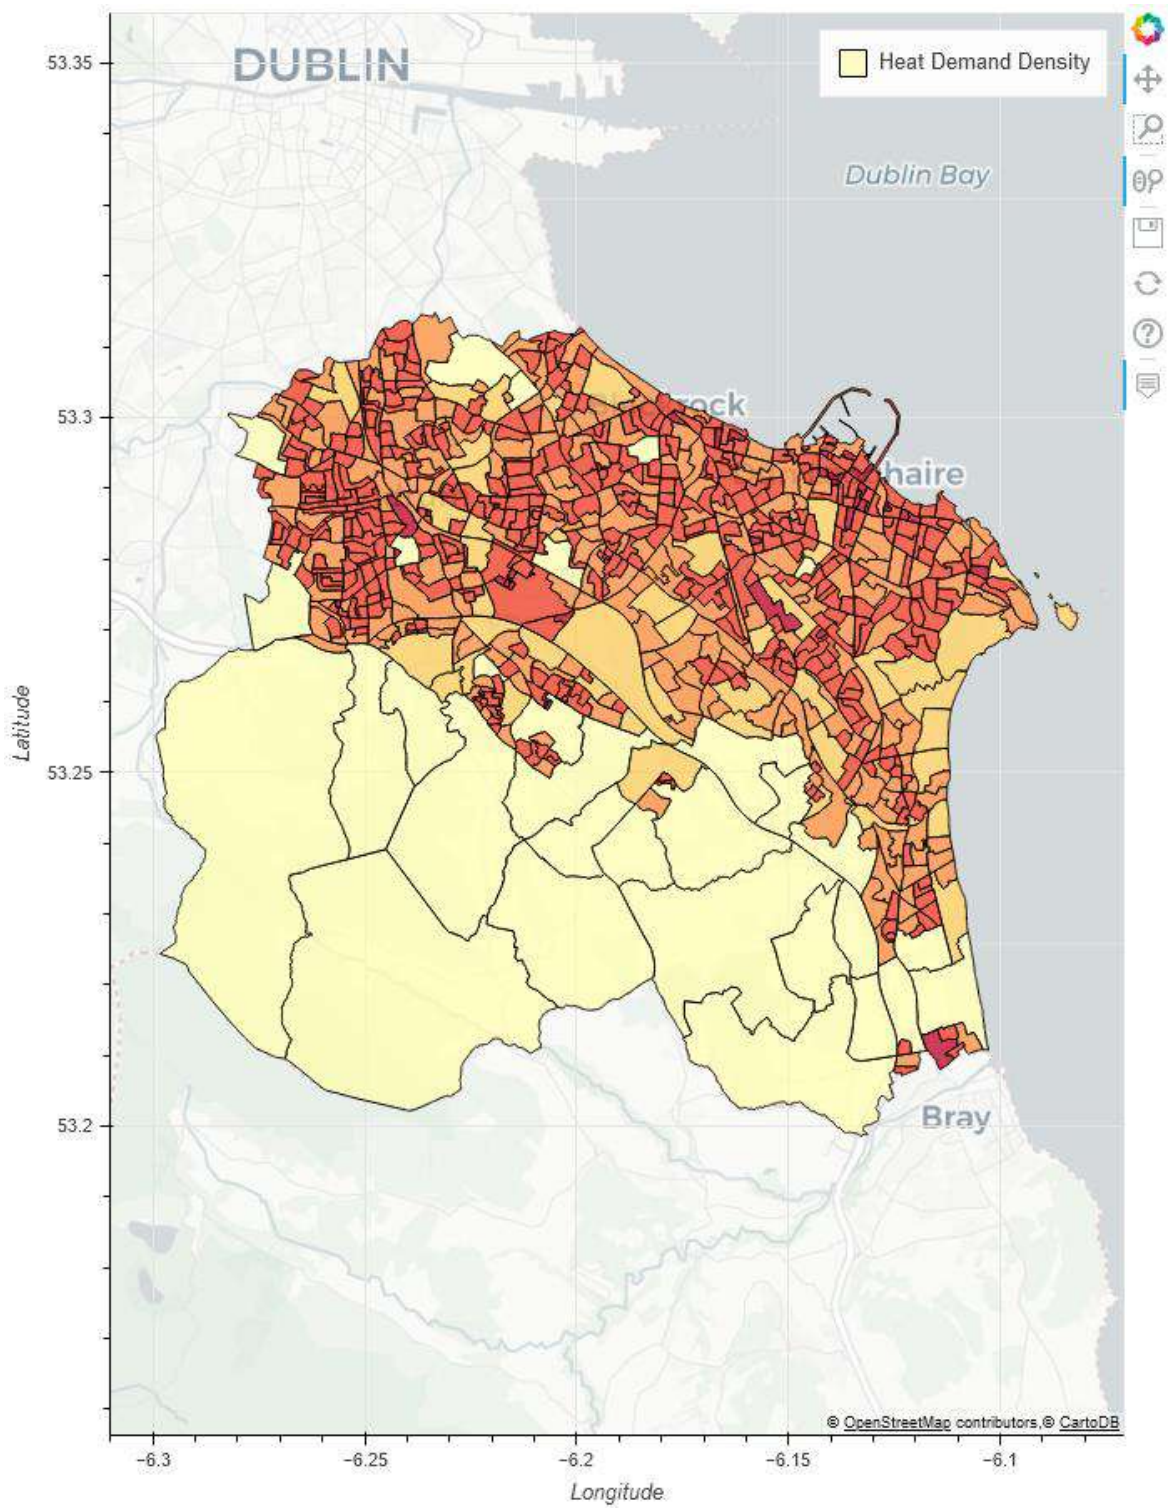 DUBLIN
Heat Demand Density
Dublin Bay
53.35
53.3
53.25
53.2
rock
haire
Bray
Latitude
© OpenStreetMap contributors,© CartoDB
−6.3
−6.25
−6.2
−6.15
−6.1
Longitude